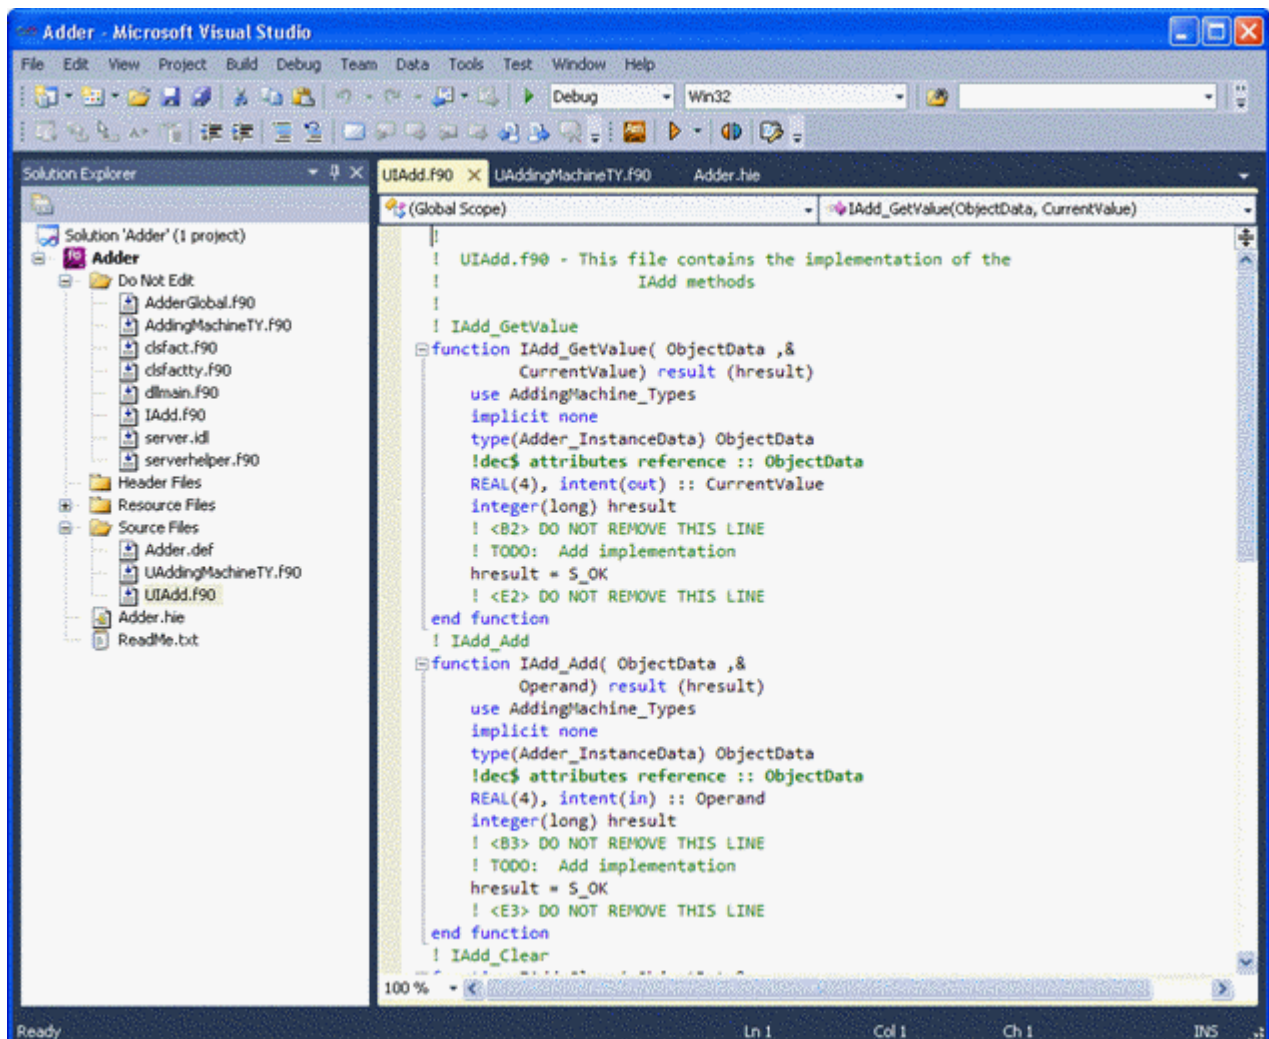 Adder - Microsoft Visual Studio
File Edit View Project Build Debug Team Data Tools Test Window Help
Debug Win32
Solution Explorer
UIAdd.f90 UAddingMachineTY.f90 Adder.hie
(Global Scope) IAdd_GetValue(ObjectData, CurrentValue)
Solution 'Adder' (1 project)
Adder
Do Not Edit
AdderGlobal.f90
AddingMachineTY.f90
clsfact.f90
clsfactty.f90
dllmain.f90
IAdd.f90
server.idl
serverhelper.f90
Header Files
Resource Files
Source Files
Adder.def
UAddingMachineTY.f90
UIAdd.f90
Adder.hie
ReadMe.txt
!
! UIAdd.f90 - This file contains the implementation of the
! IAdd methods
!
! IAdd_GetValue
function IAdd_GetValue( ObjectData ,&
CurrentValue) result (hresult)
use AddingMachine_Types
implicit none
type(Adder_InstanceData) ObjectData
!dec$ attributes reference :: ObjectData
REAL(4), intent(out) :: CurrentValue
integer(long) hresult
! <B2> DO NOT REMOVE THIS LINE
! TODO: Add implementation
hresult = S_OK
! <E2> DO NOT REMOVE THIS LINE
end function
! IAdd_Add
function IAdd_Add( ObjectData ,&
Operand) result (hresult)
use AddingMachine_Types
implicit none
type(Adder_InstanceData) ObjectData
!dec$ attributes reference :: ObjectData
REAL(4), intent(in) :: Operand
integer(long) hresult
! <B3> DO NOT REMOVE THIS LINE
! TODO: Add implementation
hresult = S_OK
! <E3> DO NOT REMOVE THIS LINE
end function
! IAdd_Clear
100 %
Ready Ln 1 Col 1 Ch 1 INS